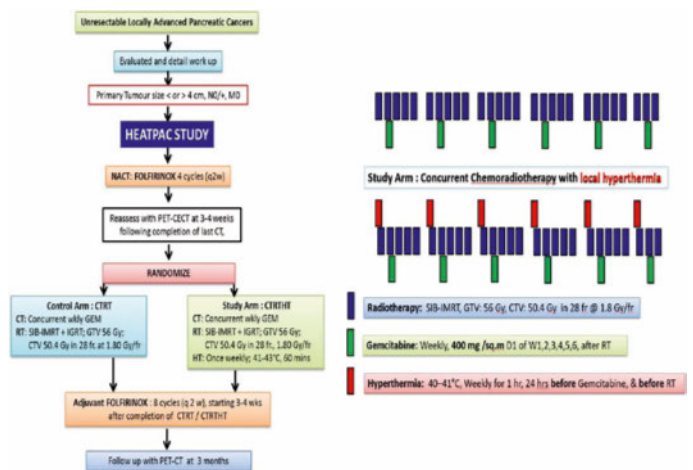 Unresectable Locally Advanced Pancreatic Cancers
Evaluated and detail work up
Primary Tumour size < or > 4 cm, N0/+, M0
HEATPAC STUDY
NACT: FOLFIRINOX 4 cycles (q2w)
Reassess with PET-CECT at 3-4 weeks
following completion of last CT,
RANDOMIZE
Control Arm : CTRT
CT: Concurrent wkly GEM
RT: SIB-IMRT + IGRT; GTV 56 Gy;
CTV 50.4 Gy in 28 fr. at 1.80 Gy/fr
Study Arm : CTRTHT
CT: Concurrent wkly GEM
RT: SIB-IMRT + IGRT; GTV 56 Gy;
CTV 50.4 Gy in 28 fr, 1.80 Gy/fr
HT: Once weekly; 41-43°C, 60 mins
Adjuvant FOLFIRINOX : 8 cycles (q 2 w), starting 3-4 wks
after completion of CTRT / CTRTHT
Follow up with PET-CT at 3 months
Study Arm : Concurrent Chemoradiotherapy with local hyperthermia
Radiotherapy: SIB-IMRT, GTV: 56 Gy, CTV: 50.4 Gy in 28 fr @ 1.8 Gy/fr
Gemcitabine: Weekly, 400 mg /sq.m D1 of W1,2,3,4,5,6, after RT
Hyperthermia: 40–41°C, Weekly for 1 hr, 24 hrs before Gemcitabine, & before RT